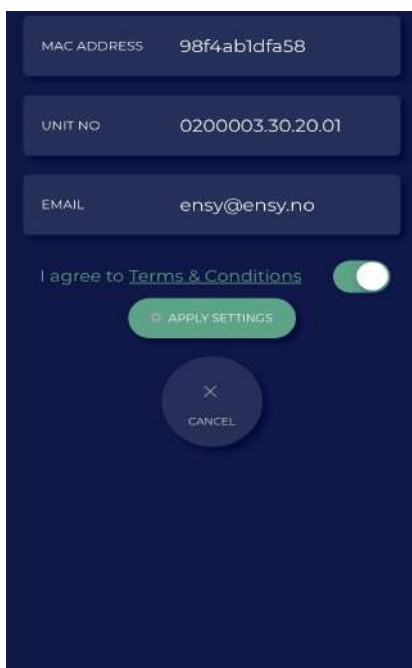 MAC ADDRESS 98f4ab1dfa58
UNIT NO 0200003.30.20.01
EMAIL ensy@ensy.no
I agree to Terms & Conditions
APPLY SETTINGS
CANCEL